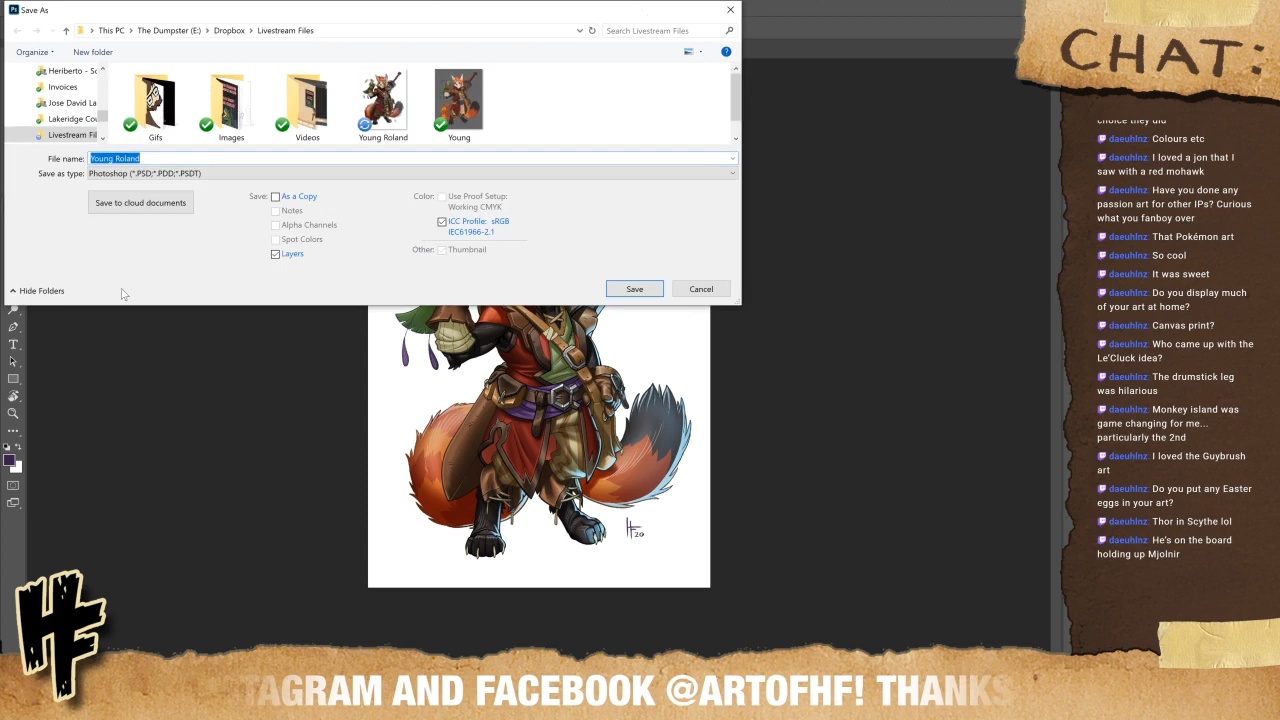 Save As
This PC > The Dumpster (E:) > Dropbox > Livestream Files
Search Livestream Files
Organize
New folder
Heriberto - Sc
Invoices
Jose David La
Lakeridge Cou
Livestream Fil
Gifs
Images
Videos
Young Roland
Young
File name: Young Roland
Save as type: Photoshop (*.PSD;*.PDD;*.PSDT)
Save to cloud documents
Save: As a Copy
Notes
Alpha Channels
Spot Colors
Layers
Color: Use Proof Setup:
Working CMYK
ICC Profile: sRGB
IEC61966-2.1
Other: Thumbnail
Hide Folders
Save
Cancel
HF
20
CHAT:
choice they did
daeuhlnz: Colours etc
daeuhlnz: I loved a jon that I
saw with a red mohawk
daeuhlnz: Have you done any
passion art for other IPs? Curious
what you fanboy over
daeuhlnz: That Pokémon art
daeuhlnz: So cool
daeuhlnz: It was sweet
daeuhlnz: Do you display much
of your art at home?
daeuhlnz: Canvas print?
daeuhlnz: Who came up with the
Le'Cluck idea?
daeuhlnz: The drumstick leg
was hilarious
daeuhlnz: Monkey island was
game changing for me...
particularly the 2nd
daeuhlnz: I loved the Guybrush
art
daeuhlnz: Do you put any Easter
eggs in your art?
daeuhlnz: Thor in Scythe lol
daeuhlnz: He's on the board
holding up Mjolnir
HF
TAGRAM AND FACEBOOK @ARTOFHF! THANKS